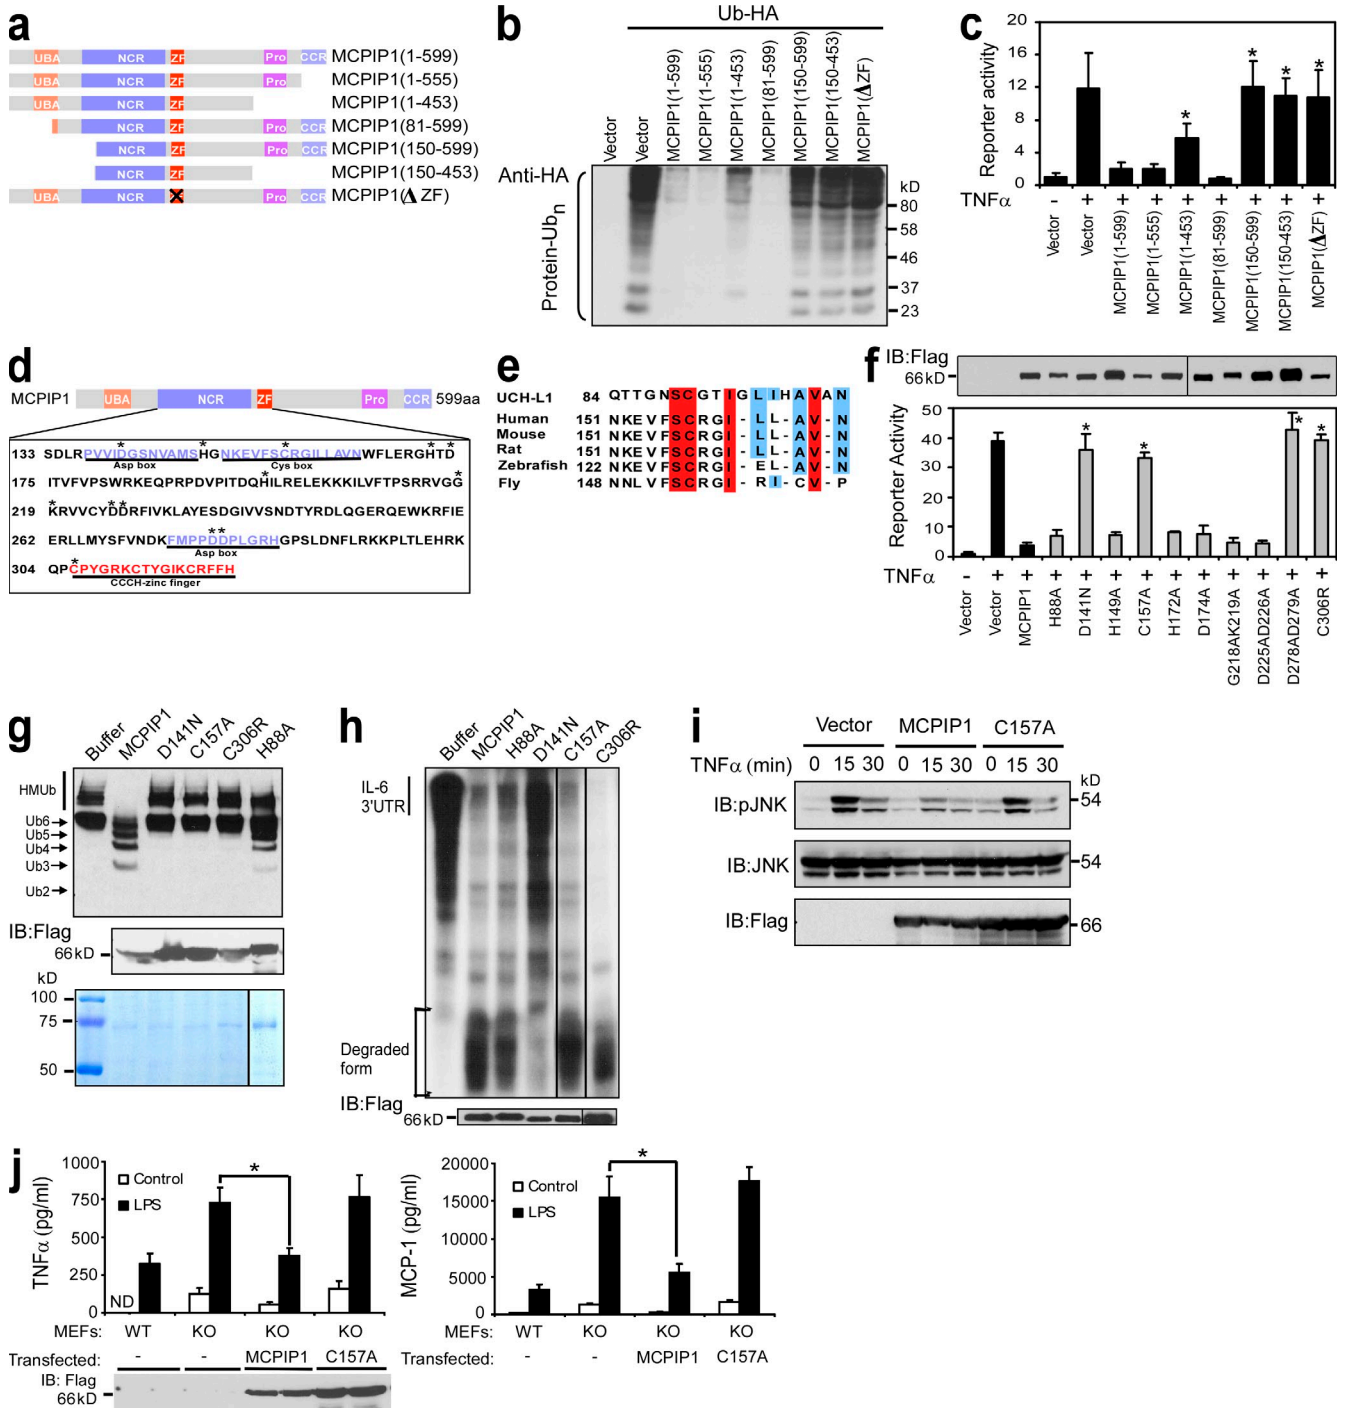 a
UBA NCR ZF Pro CCR MCPIP1(1-599)
UBA NCR ZF Pro MCPIP1(1-555)
UBA NCR ZF MCPIP1(1-453)
NCR ZF Pro CCR MCPIP1(81-599)
NCR ZF Pro CCR MCPIP1(150-599)
NCR ZF MCPIP1(150-453)
UBA NCR X Pro CCR MCPIP1(Δ ZF)
b
Ub-HA
Vector
Vector
MCPIP1(1-599)
MCPIP1(1-555)
MCPIP1(1-453)
MCPIP1(81-599)
MCPIP1(150-599)
MCPIP1(150-453)
MCPIP1(ΔZF)
Anti-HA
Protein-Ubn
kD
80
58
46
37
23
c
Reporter activity
20
16
12
8
4
0
* * * *
TNFα - + + + + + + + +
Vector
Vector
MCPIP1(1-599)
MCPIP1(1-555)
MCPIP1(1-453)
MCPIP1(81-599)
MCPIP1(150-599)
MCPIP1(150-453)
MCPIP1(ΔZF)
d
MCPIP1 UBA NCR ZF Pro CCR 599aa
* * * * *
133 SDLRPVVIDGSNVAMSHGNKEVFSCRGILLAVNWFLERGHTD
Asp box Cys box
* *
175 ITVFVPSWRKEQPRPDVPITDQHILRELEKKKILVFTPSRRVGG
* * *
219 KRVVCYDDRFIVKLAYESDGIVVSNDTYRDLQGERQEWKRFIE
* *
262 ERLLMYSFVNDKFMPPDDPLGRHGPSLDNFLRKKPLTLEHRK
Asp box
*
304 QPCPYGRKCTYGIKCRFFH
CCCH-zinc finger
e
UCH-L1 84 QTTGNSCGTIGLIHAVAN
Human 151 NKEVFSCRGI-LL-AVN
Mouse 151 NKEVFSCRGI-LL-AVN
Rat 151 NKEVFSCRGI-LL-AVN
Zebrafish 122 NKEVFSCRGI-EL-AVN
Fly 148 NNLVFSCRGI-RI-CV-P
f
IB:Flag
66kD
Reporter Activity
50
40
30
20
10
0
* * * *
TNFα - + + + + + + + + + + + +
Vector
Vector
MCPIP1
H88A
D141N
H149A
C157A
H172A
D174A
G218AK219A
D225AD226A
D278AD279A
C306R
g
Buffer
MCPIP1
D141N
C157A
C306R
H88A
HMUb
Ub6
Ub5
Ub4
Ub3
Ub2
IB:Flag
66kD
kD
100
75
50
h
Buffer
MCPIP1
H88A
D141N
C157A
C306R
IL-6
3'UTR
Degraded
form
IB:Flag
66kD
i
Vector MCPIP1 C157A
TNFα (min) 0 15 30 0 15 30 0 15 30
kD
IB:pJNK 54
IB:JNK 54
IB:Flag 66
j
TNFα (pg/ml)
1000
750
500
250
0
Control
LPS
*
ND
MEFs: WT KO KO KO
Transfected: - - MCPIP1 C157A
IB: Flag
66kD
MCP-1 (pg/ml)
20000
15000
10000
5000
0
Control
LPS
*
MEFs: WT KO KO KO
Transfected: - - MCPIP1 C157A